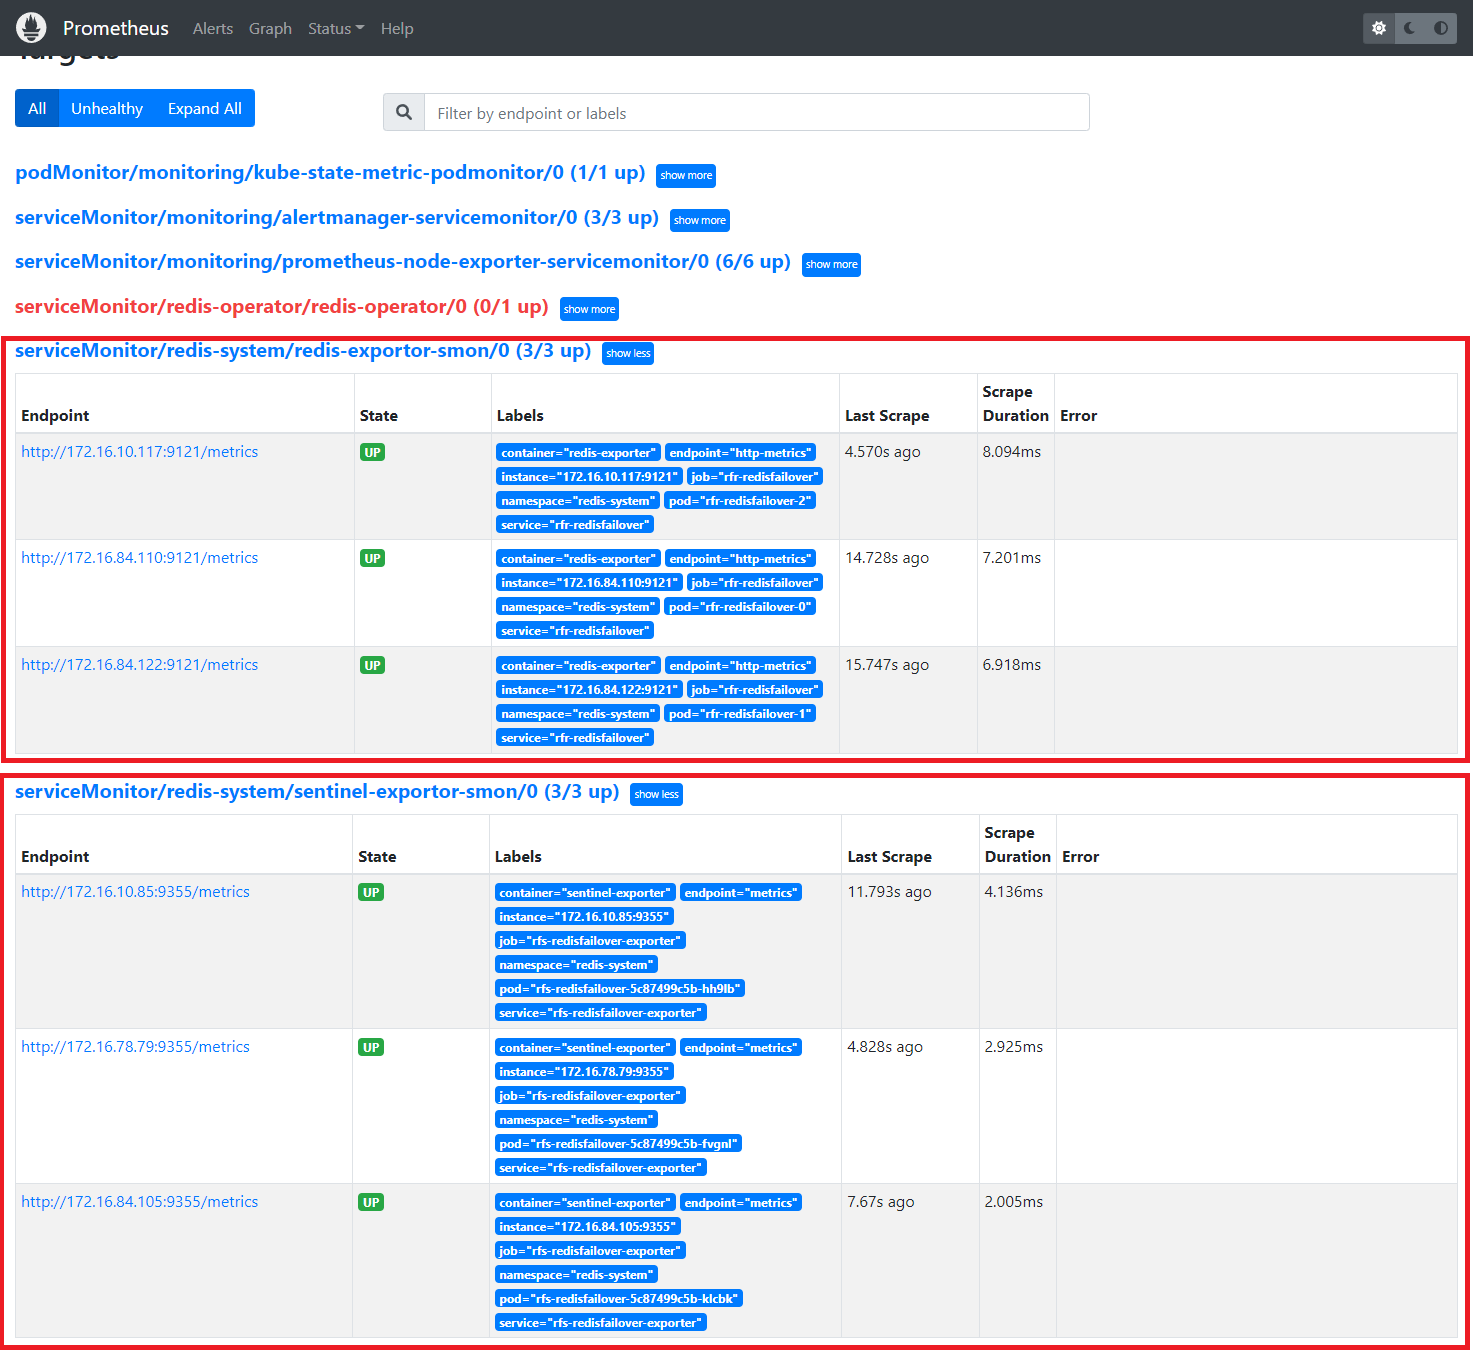 Prometheus Alerts Graph Status Help
Targets
All Unhealthy Expand All Filter by endpoint or labels
podMonitor/monitoring/kube-state-metric-podmonitor/0 (1/1 up) show more
serviceMonitor/monitoring/alertmanager-servicemonitor/0 (3/3 up) show more
serviceMonitor/monitoring/prometheus-node-exporter-servicemonitor/0 (6/6 up) show more
serviceMonitor/redis-operator/redis-operator/0 (0/1 up) show more
serviceMonitor/redis-system/redis-exportor-smon/0 (3/3 up) show less
Endpoint State Labels Last Scrape Scrape Duration Error
http://172.16.10.117:9121/metrics UP container="redis-exporter" endpoint="http-metrics" 4.570s ago 8.094ms
instance="172.16.10.117:9121" job="rfr-redisfailover"
namespace="redis-system" pod="rfr-redisfailover-2"
service="rfr-redisfailover"
http://172.16.84.110:9121/metrics UP container="redis-exporter" endpoint="http-metrics" 14.728s ago 7.201ms
instance="172.16.84.110:9121" job="rfr-redisfailover"
namespace="redis-system" pod="rfr-redisfailover-0"
service="rfr-redisfailover"
http://172.16.84.122:9121/metrics UP container="redis-exporter" endpoint="http-metrics" 15.747s ago 6.918ms
instance="172.16.84.122:9121" job="rfr-redisfailover"
namespace="redis-system" pod="rfr-redisfailover-1"
service="rfr-redisfailover"
serviceMonitor/redis-system/sentinel-exportor-smon/0 (3/3 up) show less
Endpoint State Labels Last Scrape Scrape Duration Error
http://172.16.10.85:9355/metrics UP container="sentinel-exporter" endpoint="metrics" 11.793s ago 4.136ms
instance="172.16.10.85:9355"
job="rfs-redisfailover-exporter"
namespace="redis-system"
pod="rfs-redisfailover-5c87499c5b-hh9lb"
service="rfs-redisfailover-exporter"
http://172.16.78.79:9355/metrics UP container="sentinel-exporter" endpoint="metrics" 4.828s ago 2.925ms
instance="172.16.78.79:9355"
job="rfs-redisfailover-exporter"
namespace="redis-system"
pod="rfs-redisfailover-5c87499c5b-fvgnl"
service="rfs-redisfailover-exporter"
http://172.16.84.105:9355/metrics UP container="sentinel-exporter" endpoint="metrics" 7.67s ago 2.005ms
instance="172.16.84.105:9355"
job="rfs-redisfailover-exporter"
namespace="redis-system"
pod="rfs-redisfailover-5c87499c5b-klcbk"
service="rfs-redisfailover-exporter"